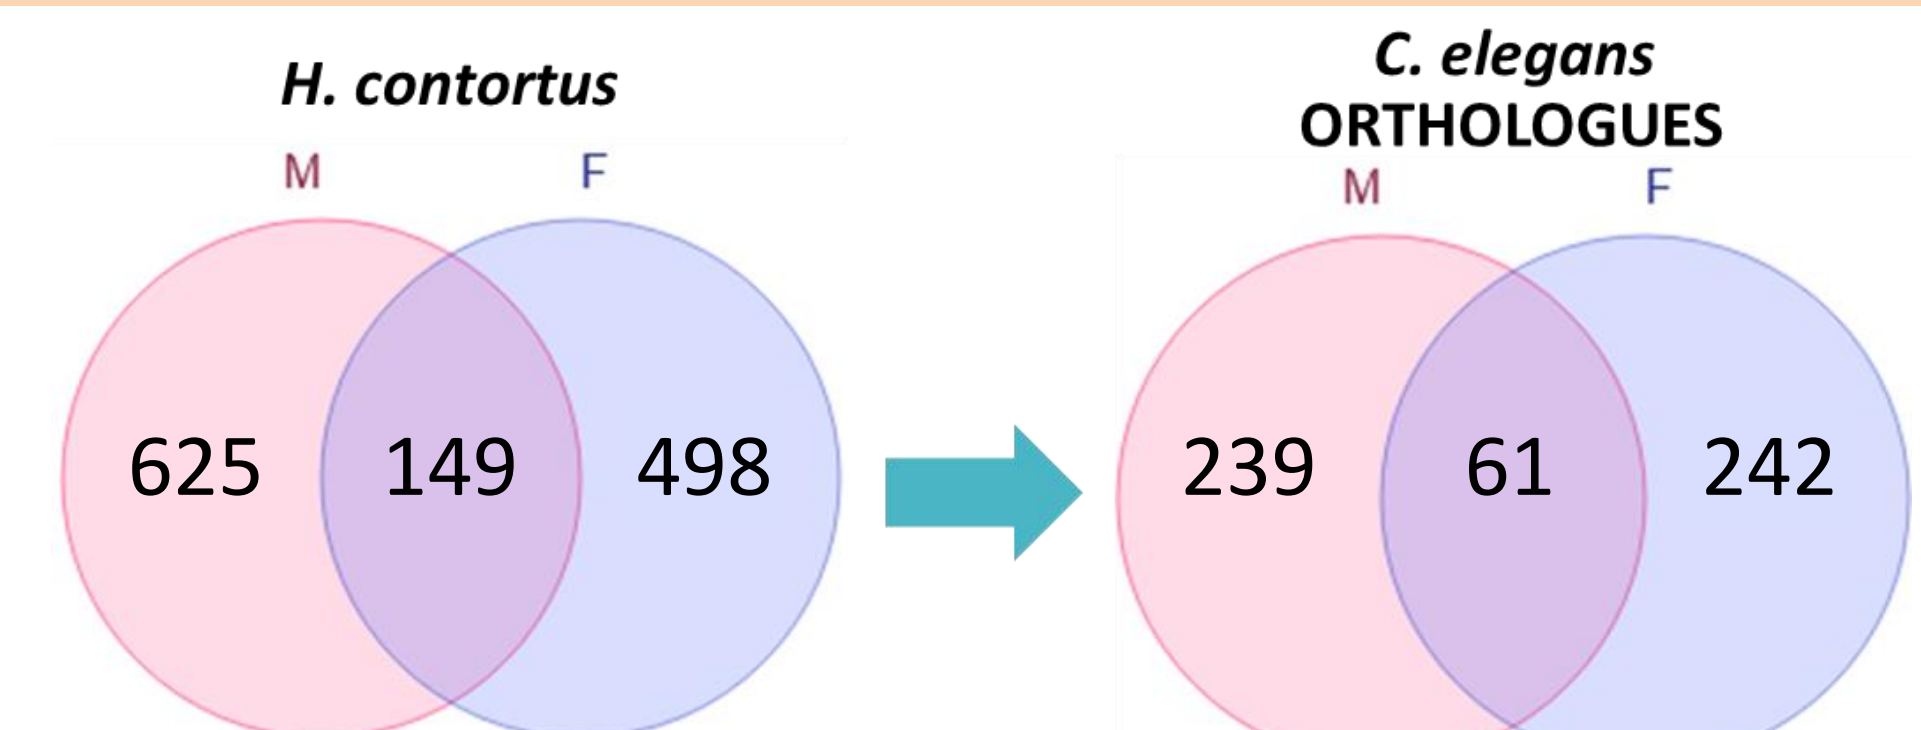 H. contortus
M F
625 149 498
C. elegans
ORTHOLOGUES
M F
239 61 242